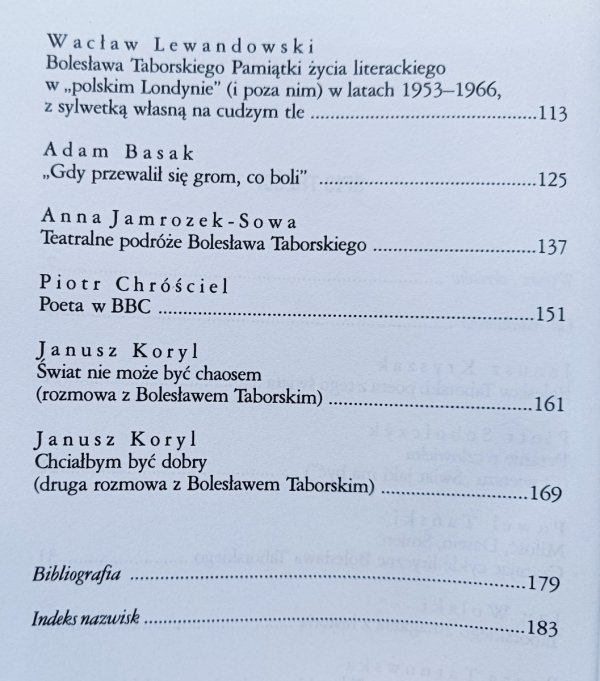 Wacław Lewandowski
Bolesława Taborskiego Pamiątki życia literackiego
w „polskim Londynie” (i poza nim) w latach 1953–1966,
z sylwetką własną na cudzym tle ........................................113
Adam Basak
„Gdy przewalił się grom, co boli” ........................................125
Anna Jamrozek-Sowa
Teatralne podróże Bolesława Taborskiego ..............................137
Piotr Chróściel
Poeta w BBC ..................................................................151
Janusz Koryl
Świat nie może być chaosem
(rozmowa z Bolesławem Taborskim) ....................................161
Janusz Koryl
Chciałbym być dobry
(druga rozmowa z Bolesławem Taborskim) ...........................169
Bibliografia ....................................................................179
Indeks nazwisk .................................................................183